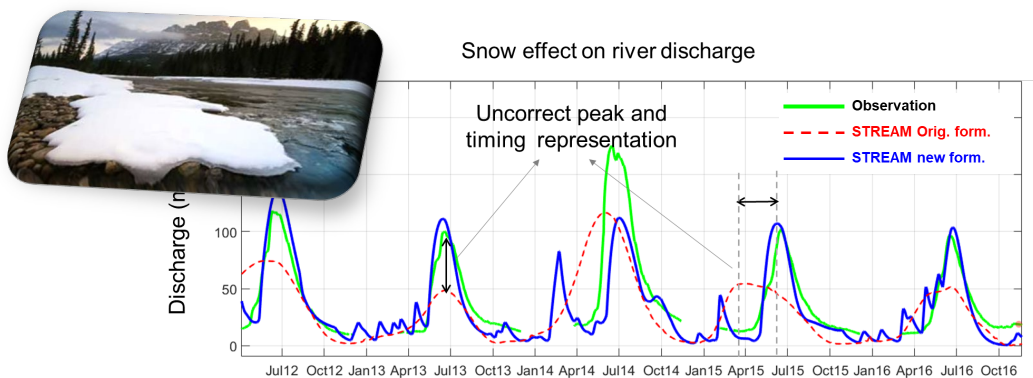 Snow effect on river discharge
Uncorrect peak and
timing representation
Observation
STREAM Orig. form.
STREAM new form.
Discharge
100
50
0
Jul12 Oct12 Jan13 Apr13 Jul13 Oct13 Jan14 Apr14 Jul14 Oct14 Jan15 Apr15 Jul15 Oct15 Jan16 Apr16 Jul16 Oct16